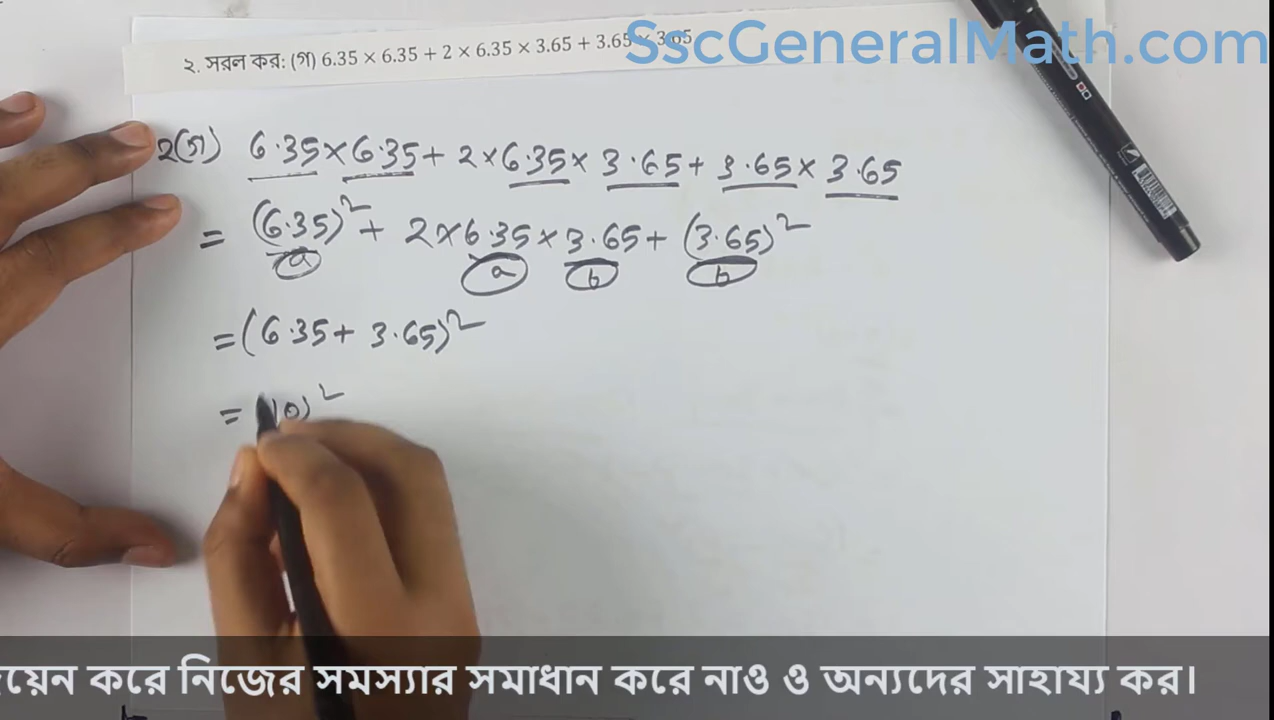 ২. সরল কর: (গ) 6.35 × 6.35 + 2 × 6.35 × 3.65 + 3.65 × 3.65
SscGeneralMath.com
2(গ) 6.35×6.35+ 2×6.35× 3.65+ 3.65× 3.65
= (6.35)² + 2×6.35×3.65+ (3.65)²
a a b b
=(6.35+ 3.65)²
= (10)²
করে নিজের সমস্যার সমাধান করে নাও ও অন্যদের সাহায্য কর।